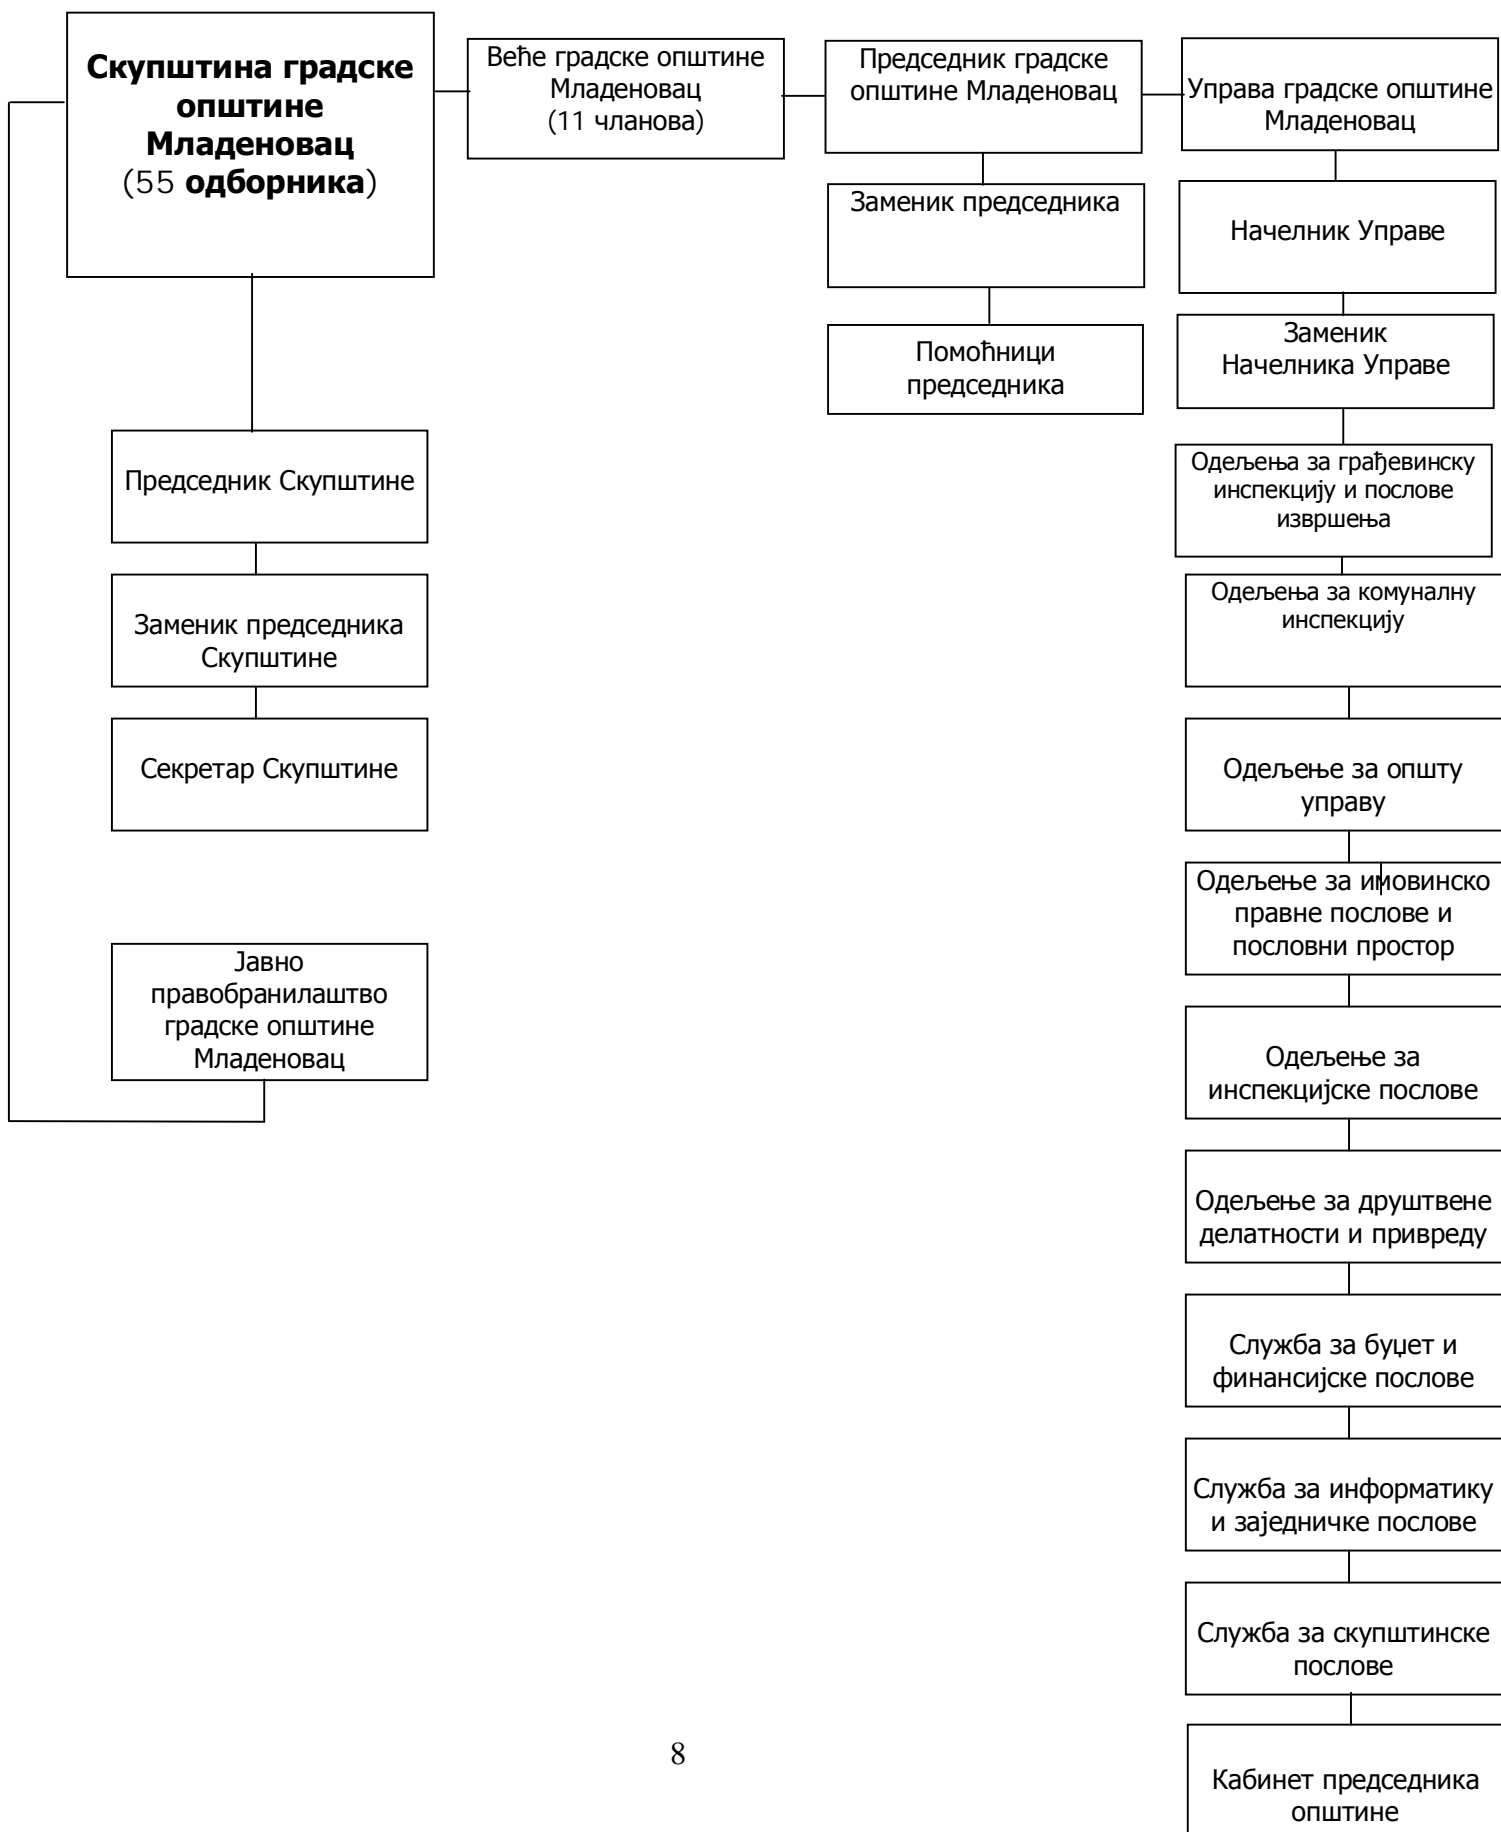 Скупштина градске
општине
Младеновац
(55 одборника)
Веће градске општине
Младеновац
(11 чланова)
Председник градске
општине Младеновац
Управа градске општине
Младеновац
Заменик председника
Помоћници
председника
Начелник Управе
Заменик
Начелника Управе
Председник Скупштине
Заменик председника
Скупштине
Секретар Скупштине
Јавно
правобранилаштво
градске општине
Младеновац
Одељења за грађевинску
инспекцију и послове
извршења
Одељења за комуналну
инспекцију
Одељење за општу
управу
Одељење за имовинско
правне послове и
пословни простор
Одељење за
инспекцијске послове
Одељење за друштвене
делатности и привреду
Служба за буџет и
финансијске послове
Служба за информатику
и заједничке послове
Служба за скупштинске
послове
Кабинет председника
општине
8